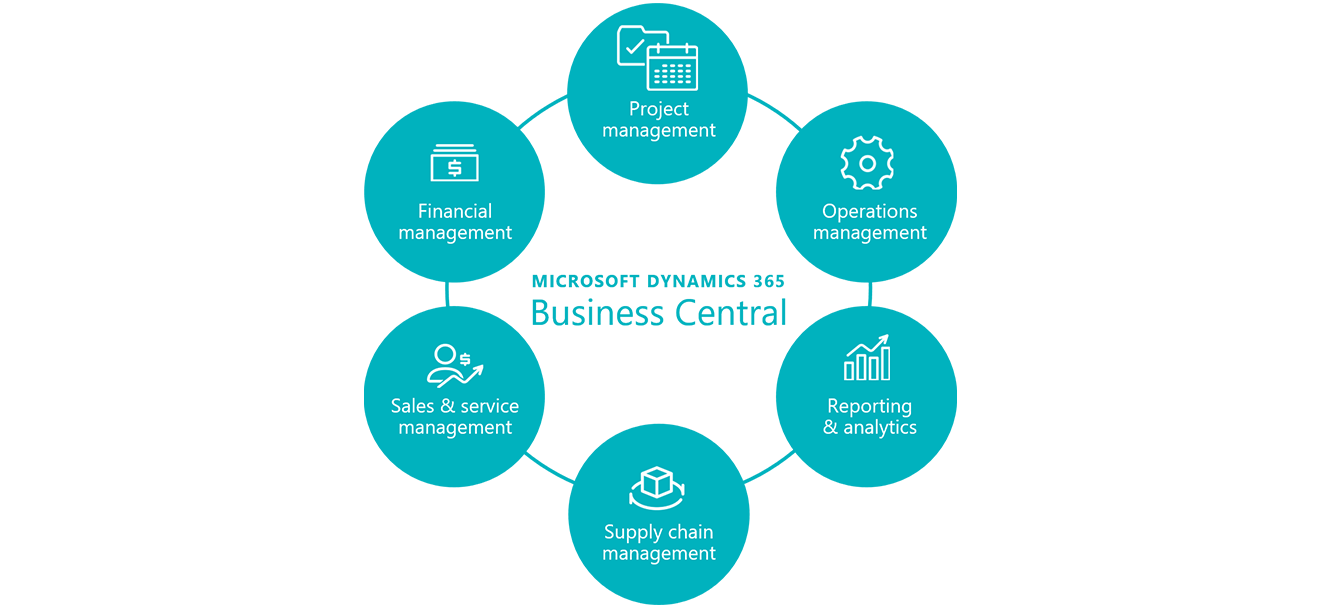 Project
management
Financial
management
Operations
management
MICROSOFT DYNAMICS 365
Business Central
Sales & service
management
Reporting
& analytics
Supply chain
management